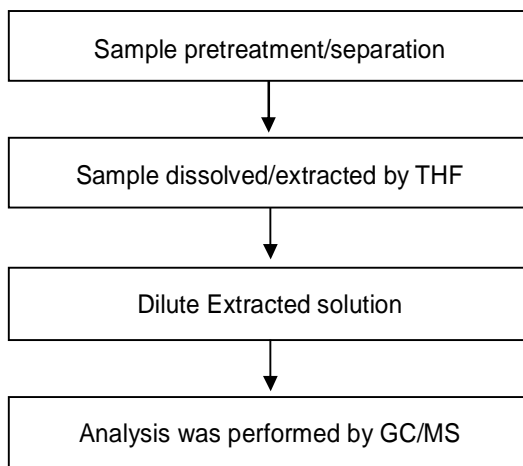 Sample pretreatment/separation
Sample dissolved/extracted by THF
Dilute Extracted solution
Analysis was performed by GC/MS